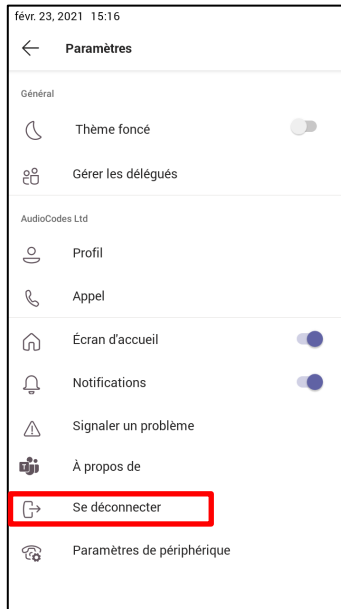 févr. 23, 2021 15:16
Paramètres
Général
Thème foncé
Gérer les délégués
AudioCodes Ltd
Profil
Appel
Écran d'accueil
Notifications
Signaler un problème
À propos de
Se déconnecter
Paramètres de périphérique